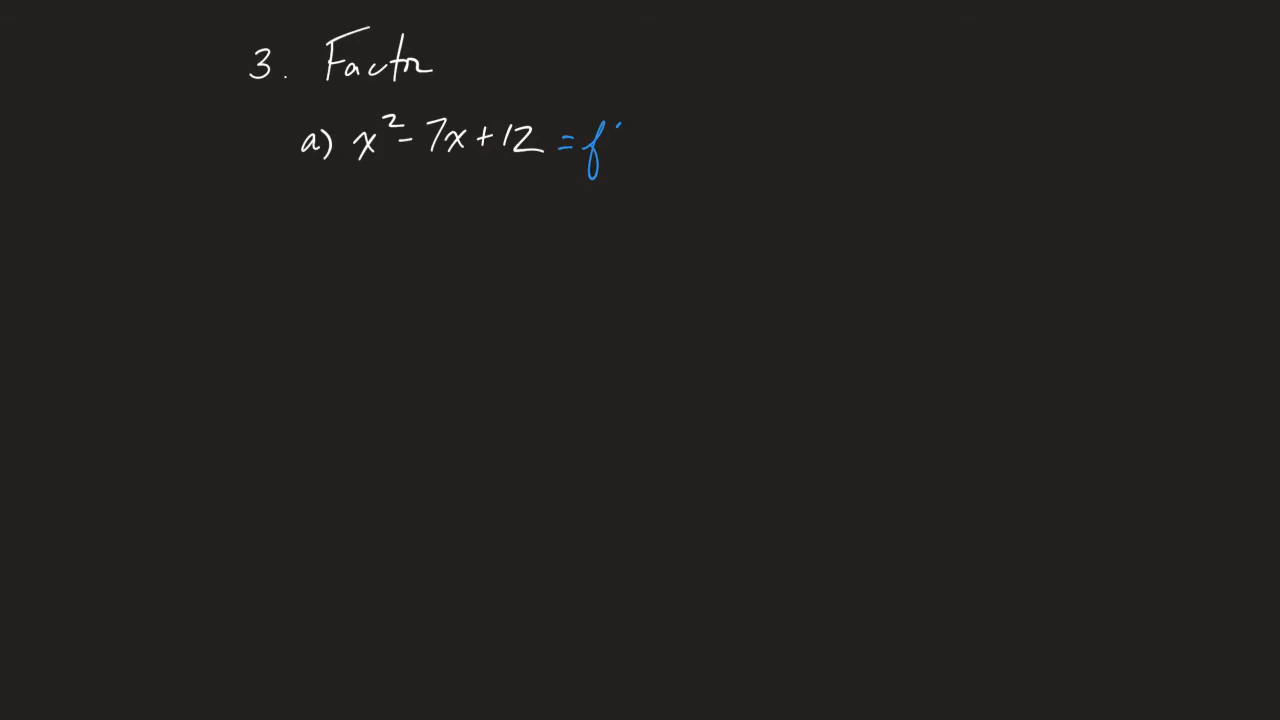 3. Factor
a) x² - 7x + 12 = f